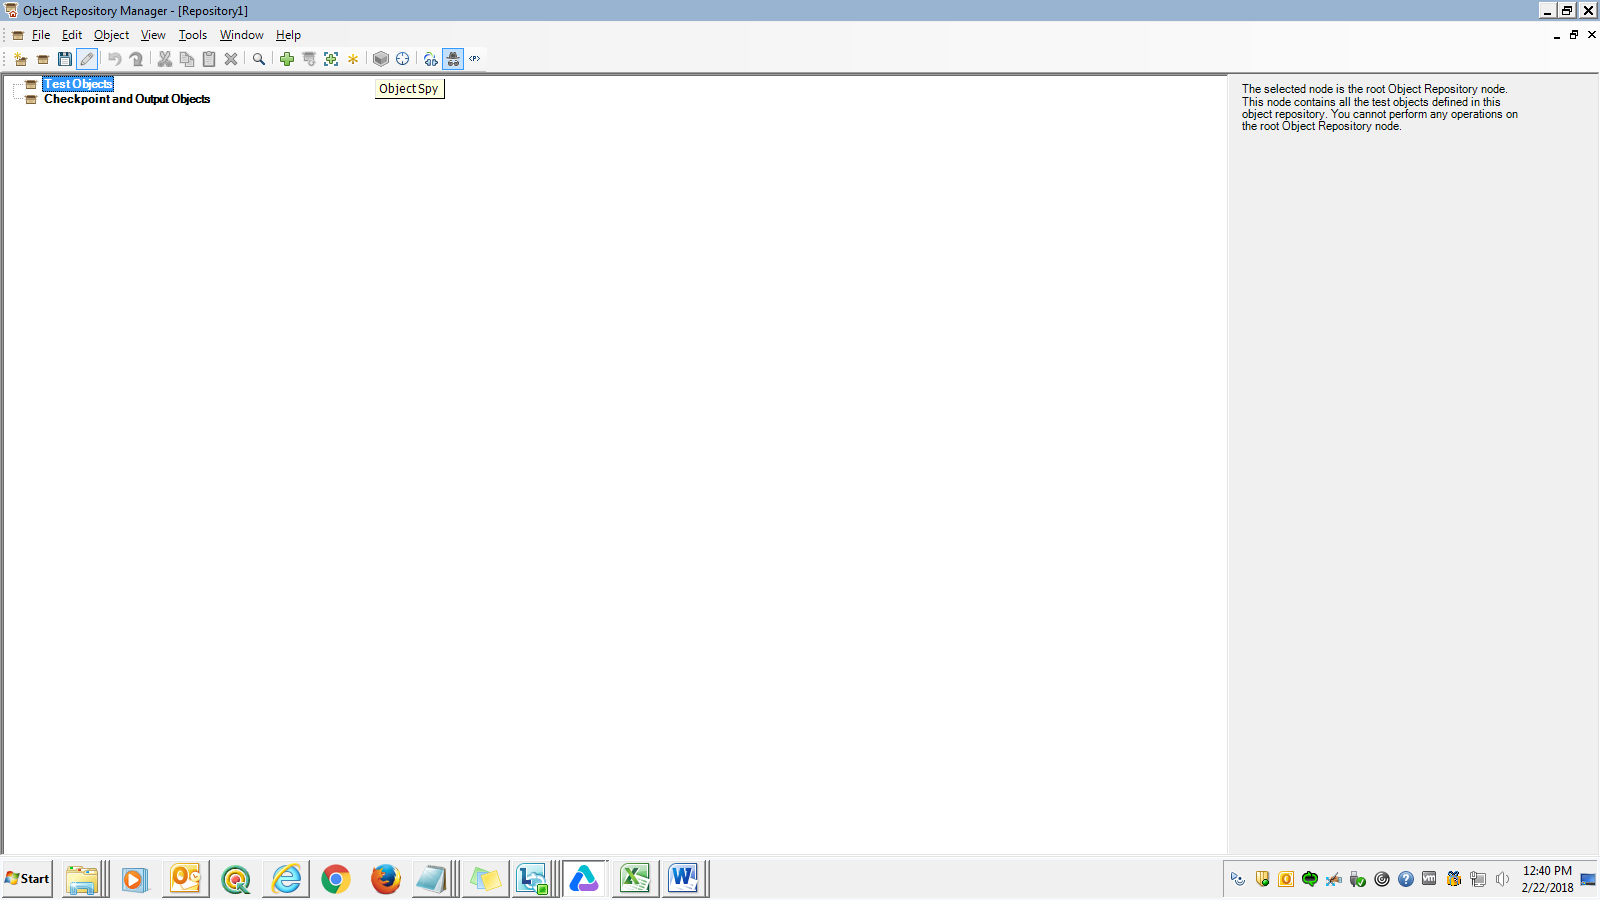 Object Repository Manager - [Repository1]
File Edit Object View Tools Window Help
<P>
Test Objects
Checkpoint and Output Objects
Object Spy
The selected node is the root Object Repository node.
This node contains all the test objects defined in this
object repository. You cannot perform any operations on
the root Object Repository node.
Start
12:40 PM
2/22/2018